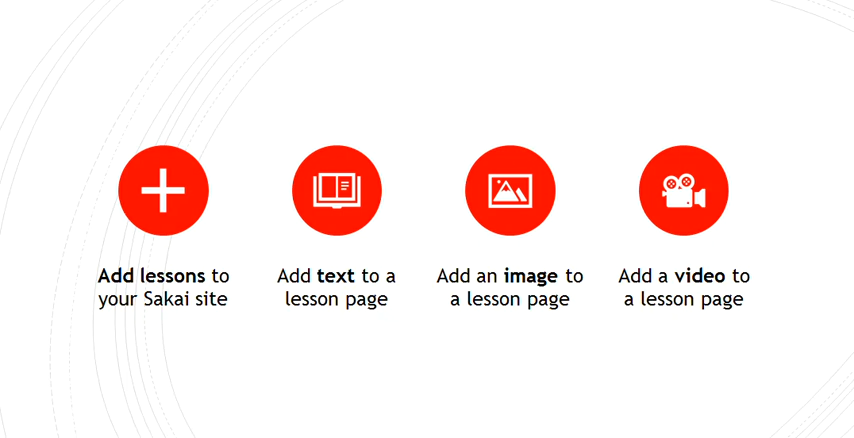 Add lessons to
your Sakai site
Add text to a
lesson page
Add an image to
a lesson page
Add a video to
a lesson page